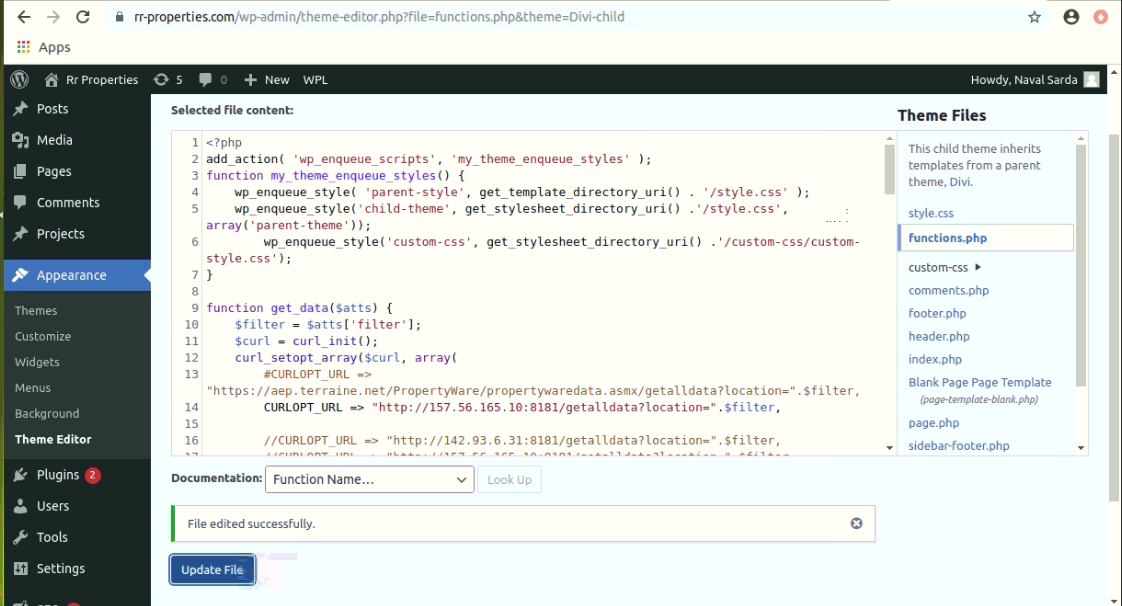 rr-properties.com/wp-admin/theme-editor.php?file=functions.php&theme=Divi-child
Apps
Rr Properties 5 0 New WPL Howdy, Naval Sarda
Posts
Media
Pages
Comments
Projects
Appearance
Themes
Customize
Widgets
Menus
Background
Theme Editor
Plugins 2
Users
Tools
Settings
Selected file content:
1 <?php
2 add_action( 'wp_enqueue_scripts', 'my_theme_enqueue_styles' );
3 function my_theme_enqueue_styles() {
4 wp_enqueue_style( 'parent-style', get_template_directory_uri() . '/style.css' );
5 wp_enqueue_style('child-theme', get_stylesheet_directory_uri() .'/style.css',
array('parent-theme'));
6 wp_enqueue_style('custom-css', get_stylesheet_directory_uri() .'/custom-css/custom-
style.css');
7 }
8
9 function get_data($atts) {
10 $filter = $atts['filter'];
11 $curl = curl_init();
12 curl_setopt_array($curl, array(
13 #CURLOPT_URL =>
"https://aep.terraine.net/PropertyWare/propertywaredata.asmx/getalldata?location=".$filter,
14 CURLOPT_URL => "http://157.56.165.10:8181/getalldata?location=".$filter,
15
16 //CURLOPT_URL => "http://142.93.6.31:8181/getalldata?location=".$filter,
Documentation: Function Name... Look Up
File edited successfully.
Update File
Theme Files
This child theme inherits
templates from a parent
theme, Divi.
style.css
functions.php
custom-css
comments.php
footer.php
header.php
index.php
Blank Page Page Template
(page-template-blank.php)
page.php
sidebar-footer.php